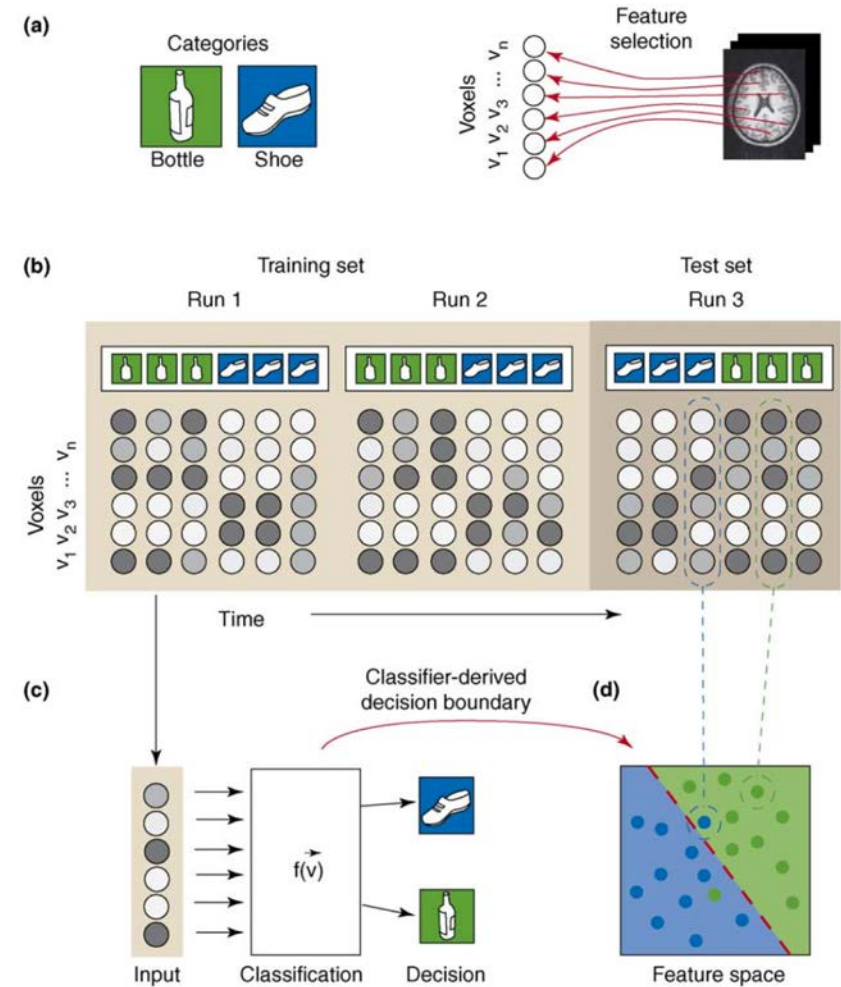 (a)
Categories
Bottle
Shoe
Feature
selection
Voxels
v1 v2 v3 ... vn
(b)
Training set
Test set
Run 1
Run 2
Run 3
Voxels
v1 v2 v3 ... vn
Time
(c)
Classifier-derived
decision boundary
(d)
f(v)
Input
Classification
Decision
Feature space